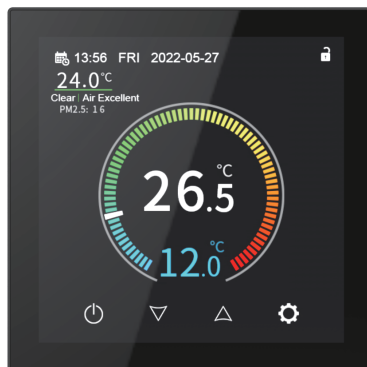 13:56 FRI 2022-05-27
24.0°C
Clear | Air Excellent
PM2.5: 16
26.5 °C
12.0 °C